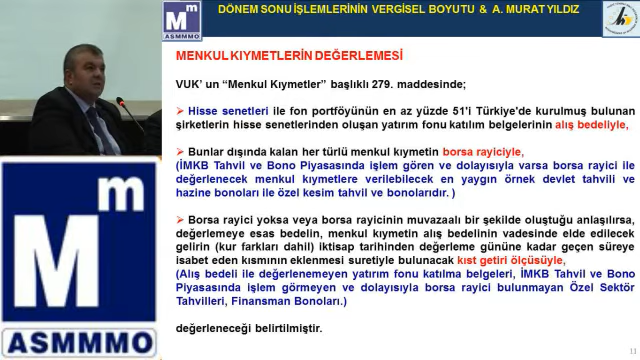 DÖNEM SONU İŞLEMLERİNİN VERGİSEL BOYUTU & A. MURAT YILDIZ
Mm
ASMMMO
MENKUL KIYMETLERİN DEĞERLEMESİ
VUK' un “Menkul Kıymetler” başlıklı 279. maddesinde;
➢ Hisse senetleri ile fon portföyünün en az yüzde 51'i Türkiye'de kurulmuş bulunan
şirketlerin hisse senetlerinden oluşan yatırım fonu katılım belgelerinin alış bedeliyle,
➢ Bunlar dışında kalan her türlü menkul kıymetin borsa rayiciyle,
(İMKB Tahvil ve Bono Piyasasında işlem gören ve dolayısıyla varsa borsa rayici ile
değerlenecek menkul kıymetlere verilebilecek en yaygın örnek devlet tahvili ve
hazine bonoları ile özel kesim tahvil ve bonolarıdır. )
➢ Borsa rayici yoksa veya borsa rayicinin muvazaalı bir şekilde oluştuğu anlaşılırsa,
değerlemeye esas bedelin, menkul kıymetin alış bedelinin vadesinde elde edilecek
gelirin (kur farkları dahil) iktisap tarihinden değerleme gününe kadar geçen süreye
isabet eden kısmının eklenmesi suretiyle bulunacak kıst getiri ölçüsüyle,
(Alış bedeli ile değerlenemeyen yatırım fonu katılma belgeleri, İMKB Tahvil ve Bono
Piyasasında işlem görmeyen ve dolayısıyla borsa rayici bulunmayan Özel Sektör
Tahvilleri, Finansman Bonoları.)
değerleneceği belirtilmiştir.
11
Mm
ASMMMO